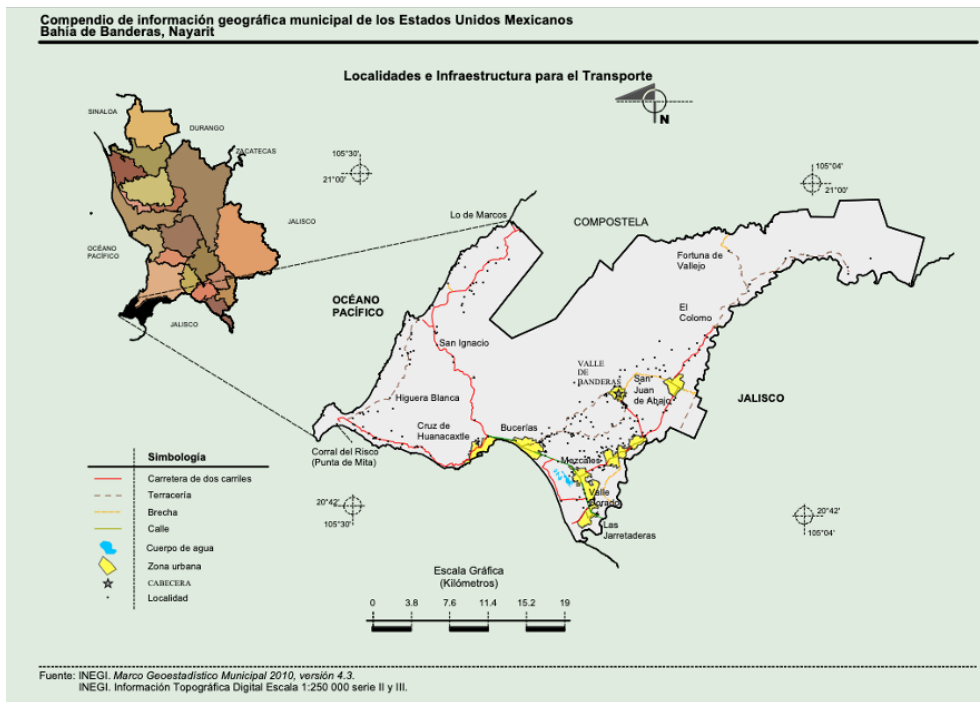 Compendio de información geográfica municipal de los Estados Unidos Mexicanos
Bahía de Banderas, Nayarit
Localidades e Infraestructura para el Transporte
N
SINALOA
DURANGO
ZACATECAS
JALISCO
OCÉANO
PACÍFICO
JALISCO
105°30'
21°00'
105°04'
21°00'
Lo de Marcos
COMPOSTELA
Fortuna de
Vallejo
OCÉANO
PACÍFICO
El
Colomo
San Ignacio
VALLE
DE
BANDERAS
San
Juan
de Abajo
JALISCO
Higuera Blanca
Cruz de
Huanacaxtle
Bucerías
Corral del Risco
(Punta de Mita)
Mezcales
Valle
Dorado
Las
Jarretaderas
20°42'
105°30'
20°42'
105°04'
Simbología
Carretera de dos carriles
Terracería
Brecha
Calle
Cuerpo de agua
Zona urbana
CABECERA
Localidad
Escala Gráfica
(Kilómetros)
0 3.8 7.6 11.4 15.2 19
Fuente: INEGI. Marco Geoestadístico Municipal 2010, versión 4.3.
INEGI. Información Topográfica Digital Escala 1:250 000 serie II y III.